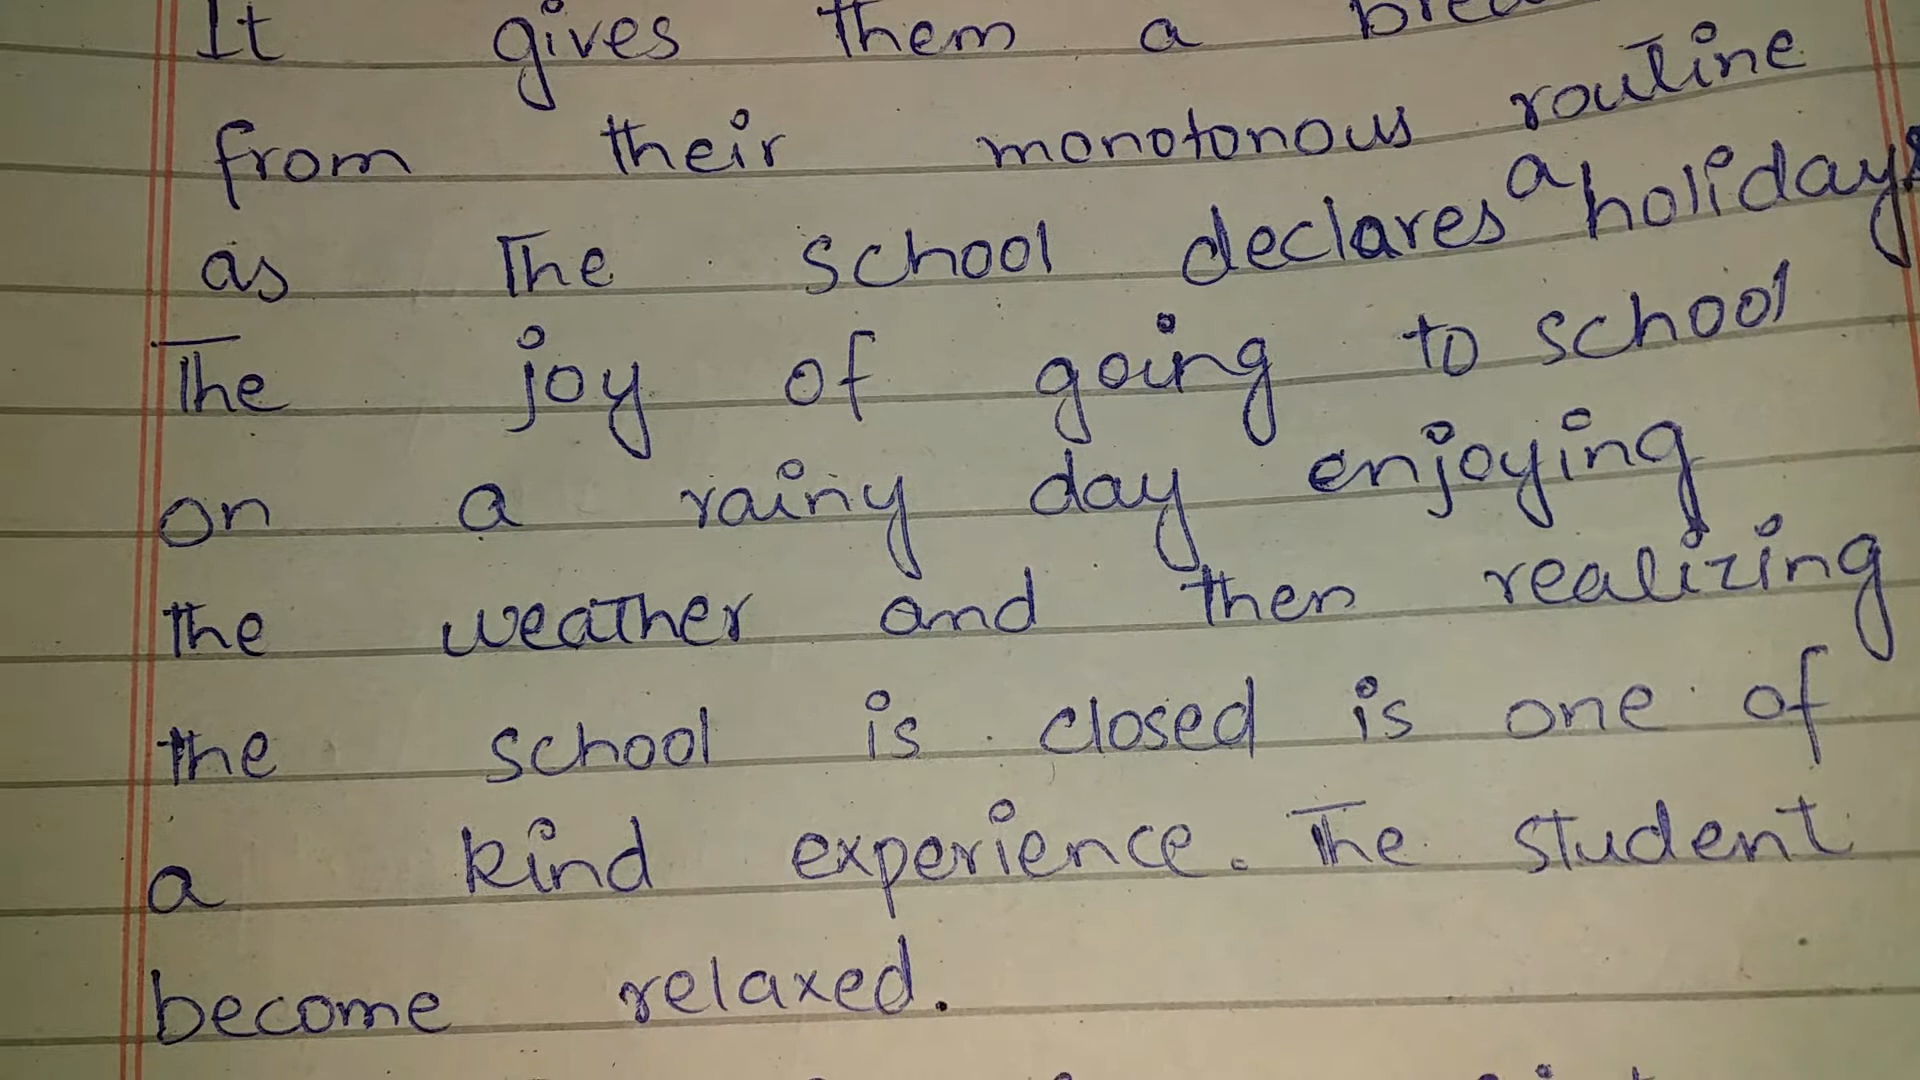 It gives them a
from their monotonous routine
as the school declares a holidays
The joy of going to school
on a rainy day enjoying
the weather and then realizing
the school is closed is one of
a kind experience. The student
become relaxed.